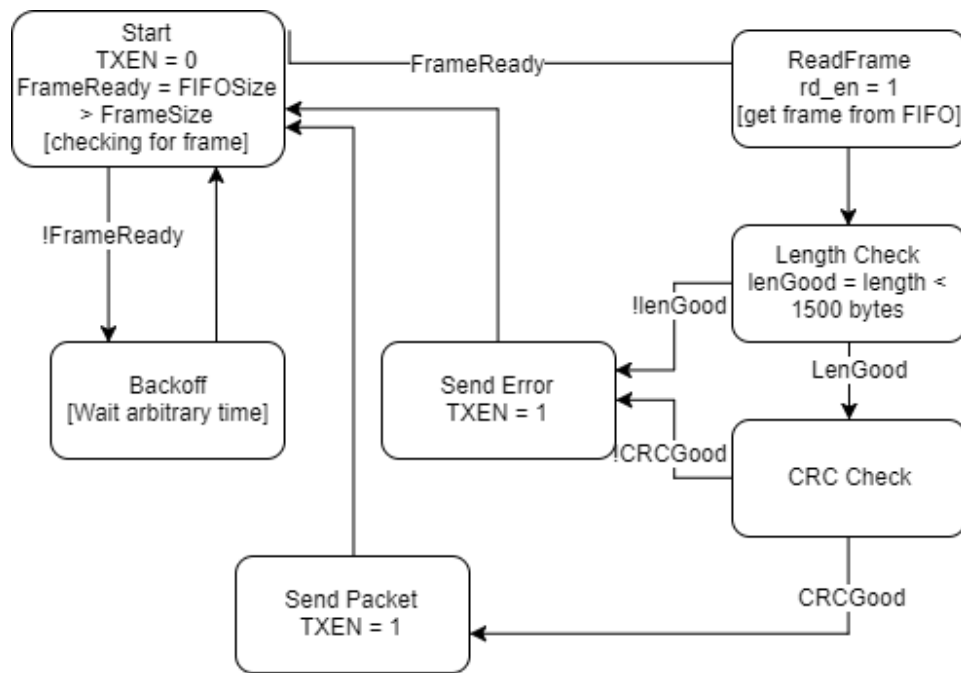 Start
TXEN = 0
FrameReady = FIFOSize
> FrameSize
[checking for frame]
FrameReady
ReadFrame
rd_en = 1
[get frame from FIFO]
!FrameReady
Length Check
lenGood = length <
1500 bytes
!lenGood
LenGood
Backoff
[Wait arbitrary time]
Send Error
TXEN = 1
!CRCGood
CRC Check
CRCGood
Send Packet
TXEN = 1